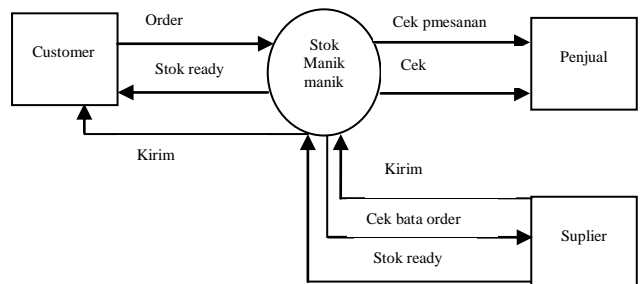 Order
Customer
Stok ready
Kirim
Stok
Manik
manik
Cek pmesanan
Cek
Penjual
Kirim
Cek bata order
Stok ready
Suplier